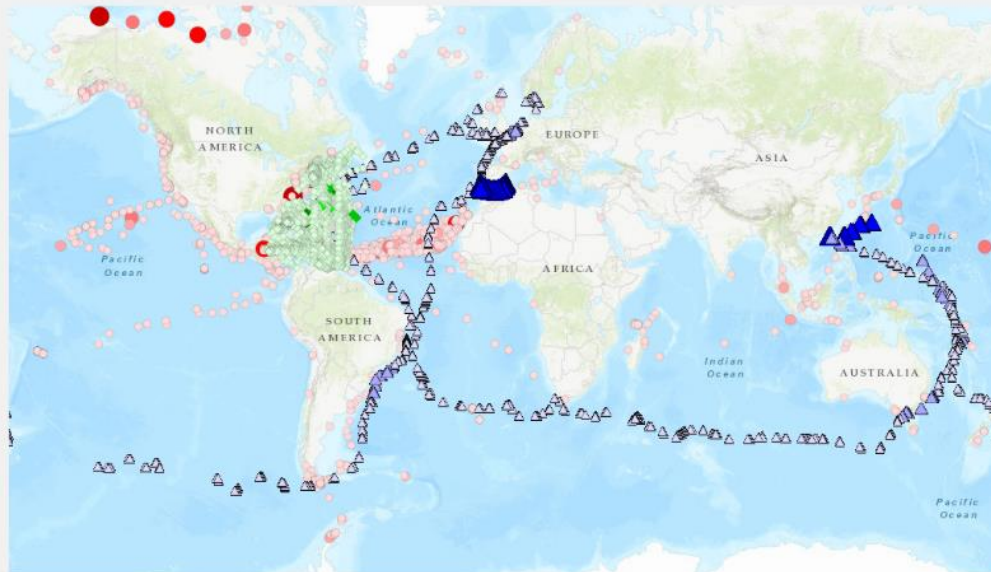 NORTH
AMERICA
EUROPE
ASIA
Atlantic
Ocean
Pacific
Ocean
Pacific
Ocean
AFRICA
SOUTH
AMERICA
Indian
Ocean
AUSTRALIA
Pacific
Ocean